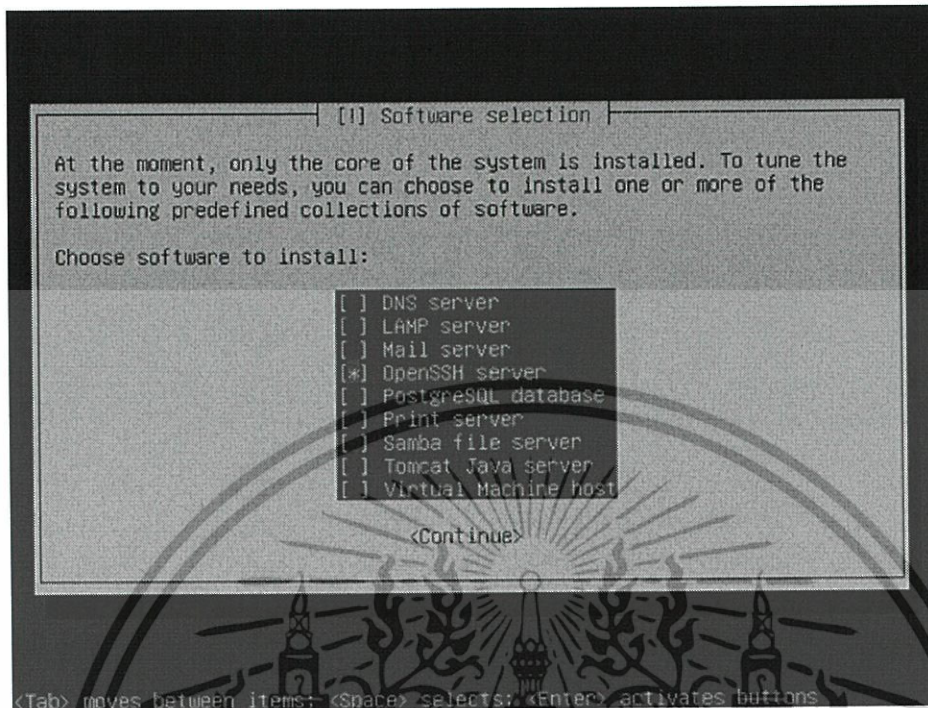 [!] Software selection
At the moment, only the core of the system is installed. To tune the
system to your needs, you can choose to install one or more of the
following predefined collections of software.
Choose software to install:
[ ] DNS server
[ ] LAMP server
[ ] Mail server
[*] OpenSSH server
[ ] PostgreSQL database
[ ] Print server
[ ] Samba file server
[ ] Tomcat Java server
[ ] Virtual Machine host
<Continue>
<Tab> moves between items; <Space> selects; <Enter> activates buttons